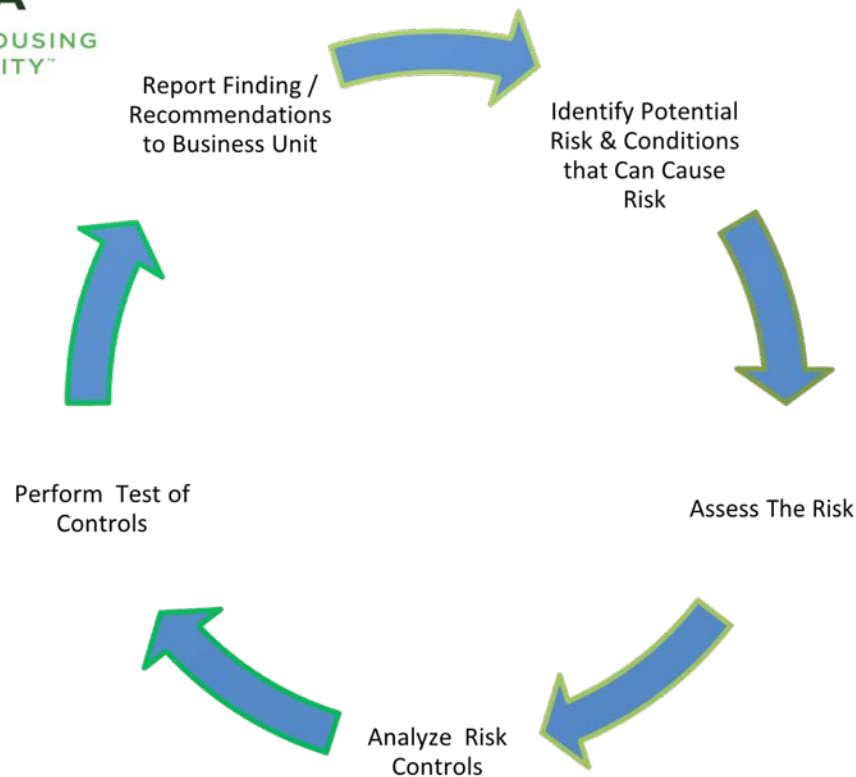 OUSING
ITY™
Report Finding /
Recommendations
to Business Unit
Identify Potential
Risk & Conditions
that Can Cause
Risk
Assess The Risk
Analyze Risk
Controls
Perform Test of
Controls